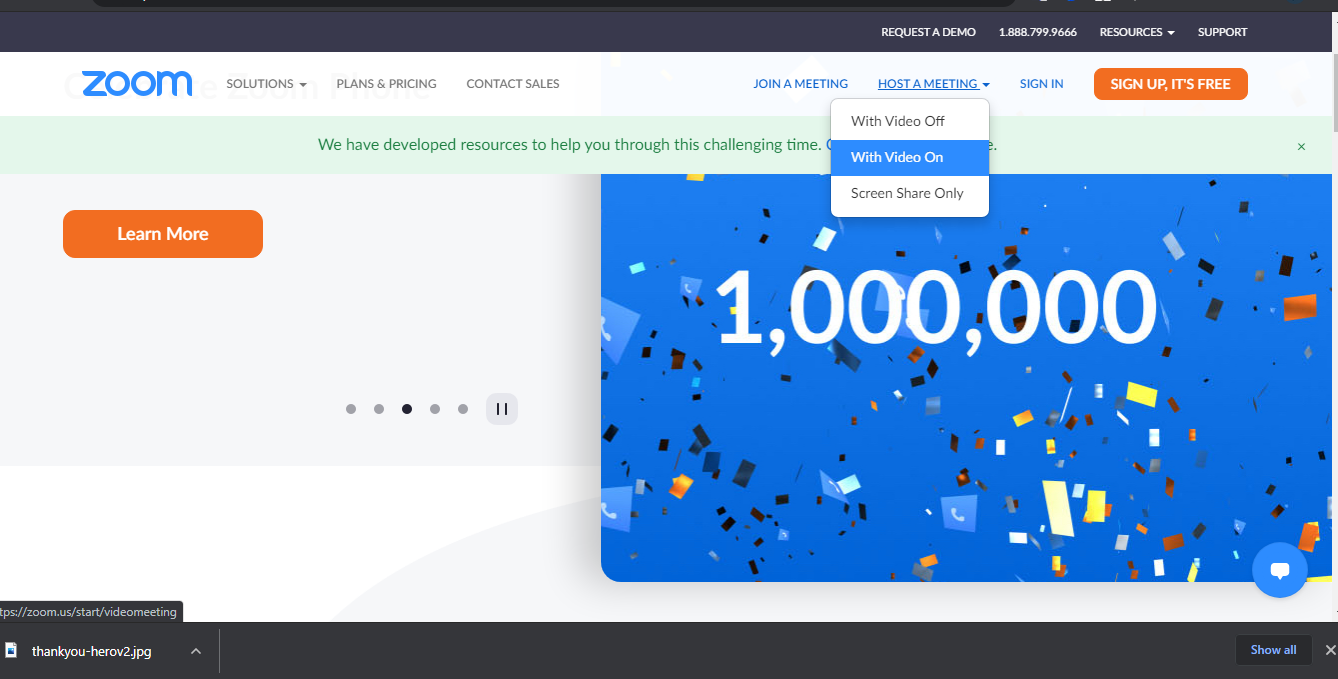 REQUEST A DEMO 1.888.799.9666 RESOURCES SUPPORT
zoom SOLUTIONS PLANS & PRICING CONTACT SALES JOIN A MEETING HOST A MEETING SIGN IN SIGN UP, IT'S FREE
With Video Off
We have developed resources to help you through this challenging time.
With Video On
Screen Share Only
Learn More
1,000,000
tps://zoom.us/start/videomeeting
thankyou-herov2.jpg Show all